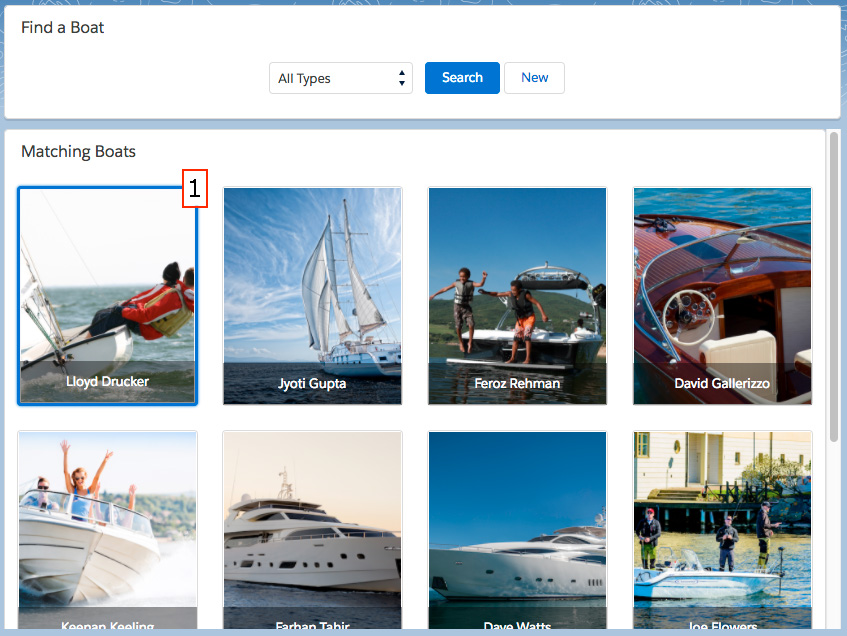 Find a Boat
All Types
Search
New
Matching Boats
1
Lloyd Drucker
Jyoti Gupta
Feroz Rehman
David Gallerizzo
Keenan Keeling
Farhan Tahir
Dave Watts
Joe Flowers